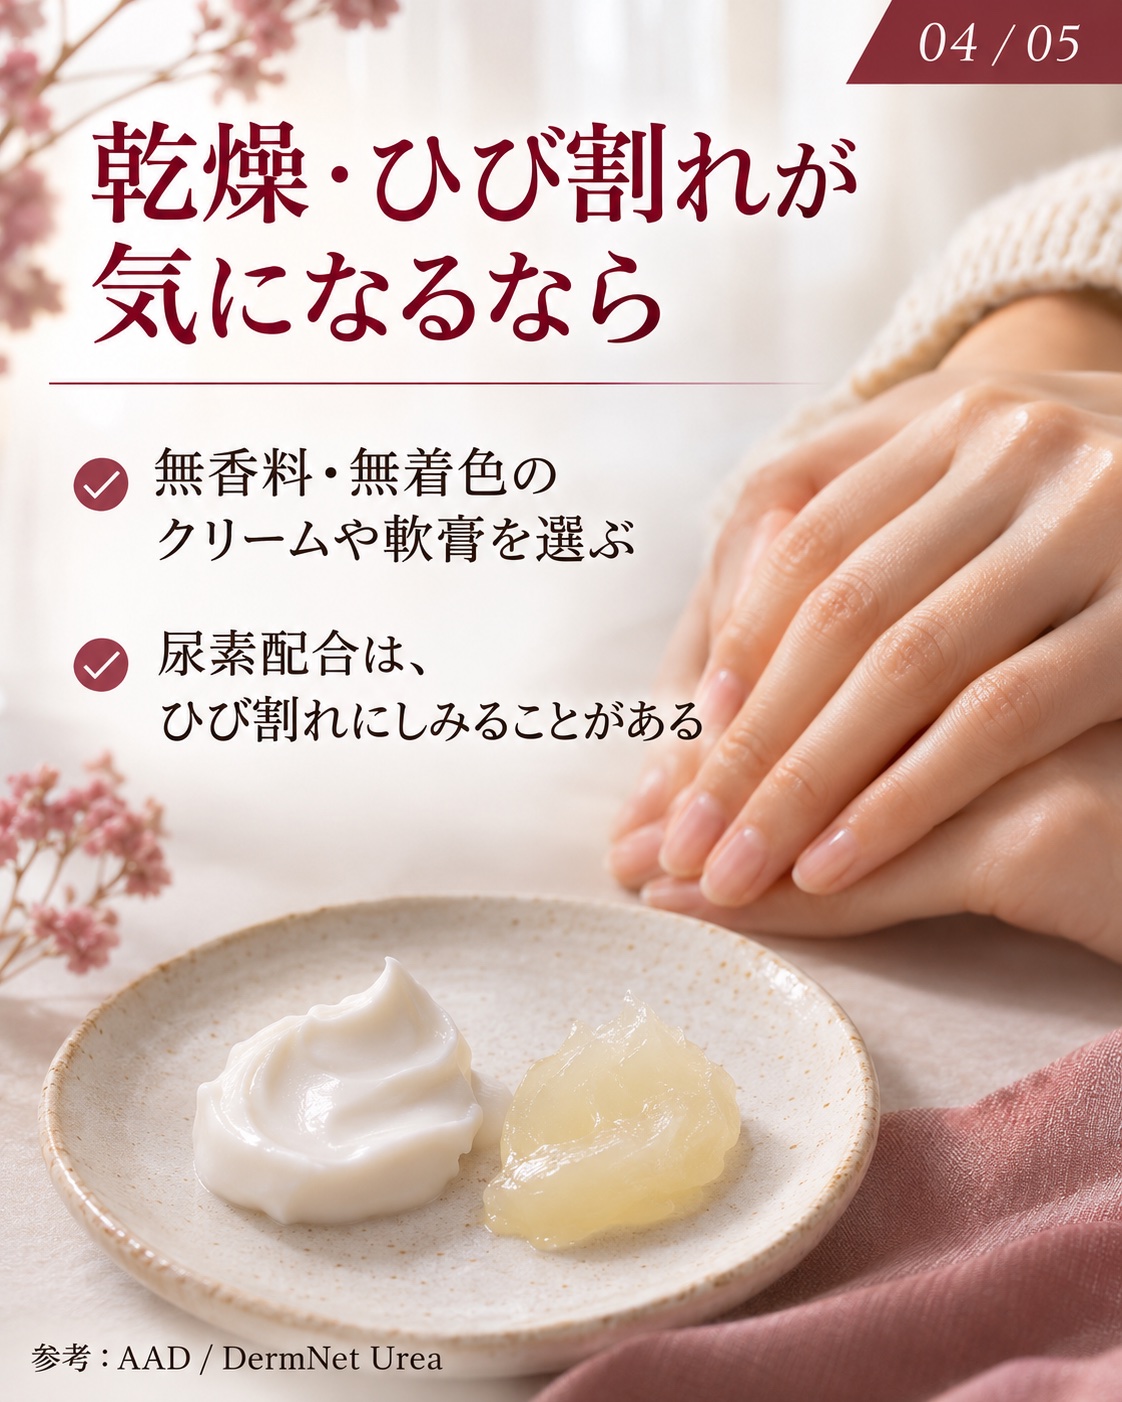 04 / 05
乾燥・ひび割れが
気になるなら
無香料・無着色の
クリームや軟膏を選ぶ
尿素配合は、
ひび割れにしみることがある
参考：AAD / DermNet Urea